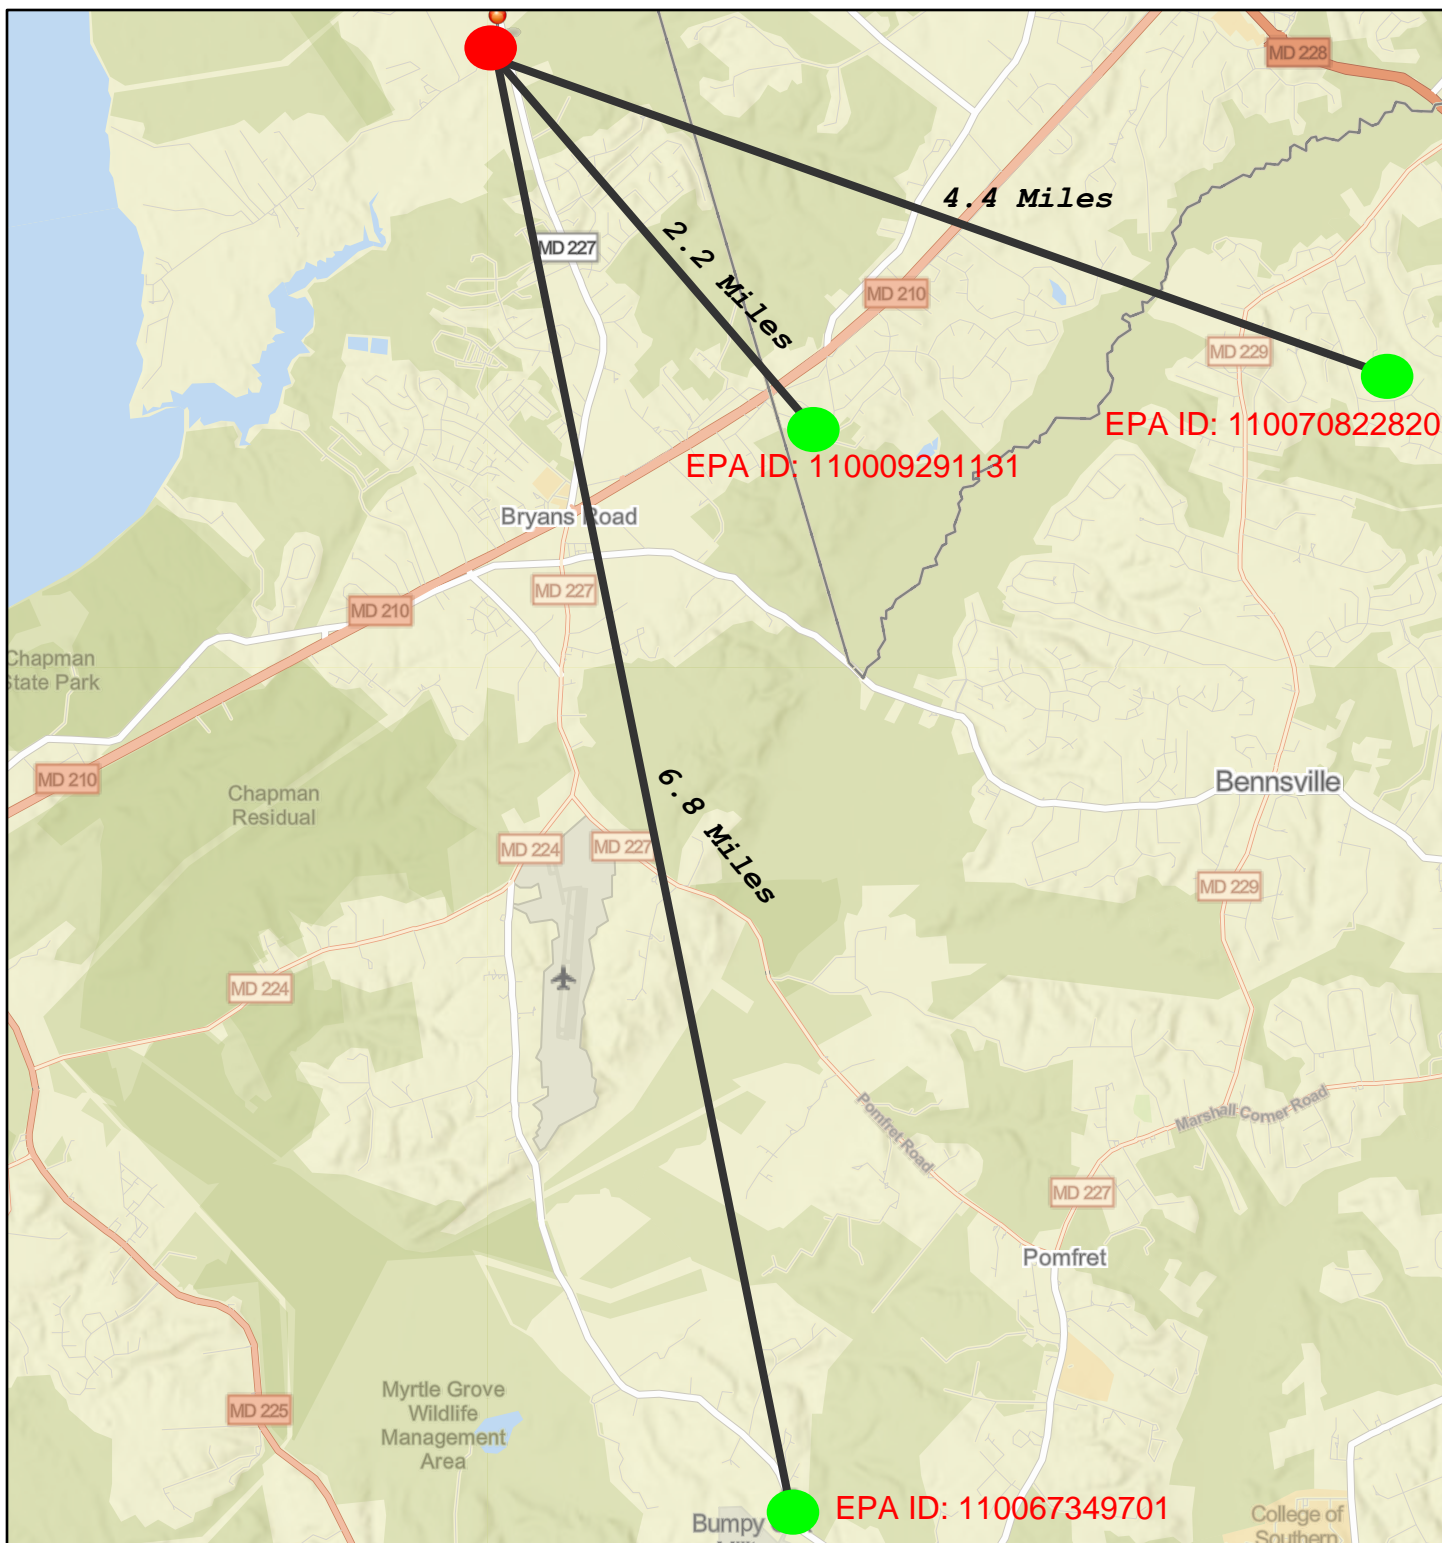 MD 228
4.4 Miles
2.2 Miles
MD 227
MD 210
MD 229
EPA ID: 110070822820
EPA ID: 110009291131
Bryans Road
MD 227
MD 210
Chapman
State Park
MD 210
Chapman
Residual
6.8 Miles
Bennsville
MD 224
MD 227
MD 229
MD 224
Pomfret Road
Marshall Corner Road
MD 227
Pomfret
Myrtle Grove
Wildlife
Management
Area
MD 225
EPA ID: 110067349701
Bumpy
College of
Southern